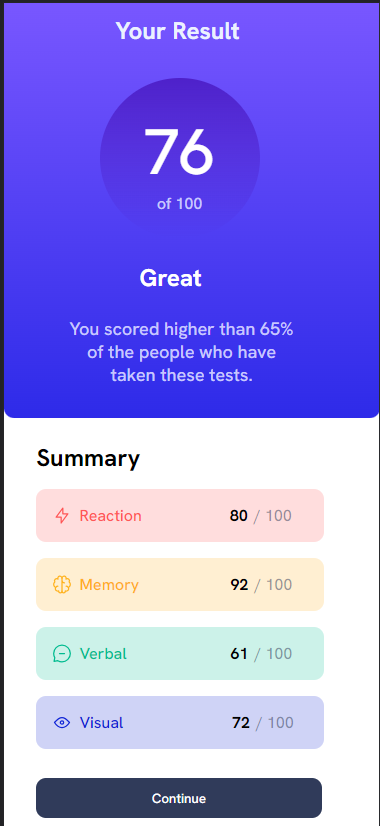 Your Result
76
of 100
Great
You scored higher than 65%
of the people who have
taken these tests.
Summary
Reaction 80 / 100
Memory 92 / 100
Verbal 61 / 100
Visual 72 / 100
Continue